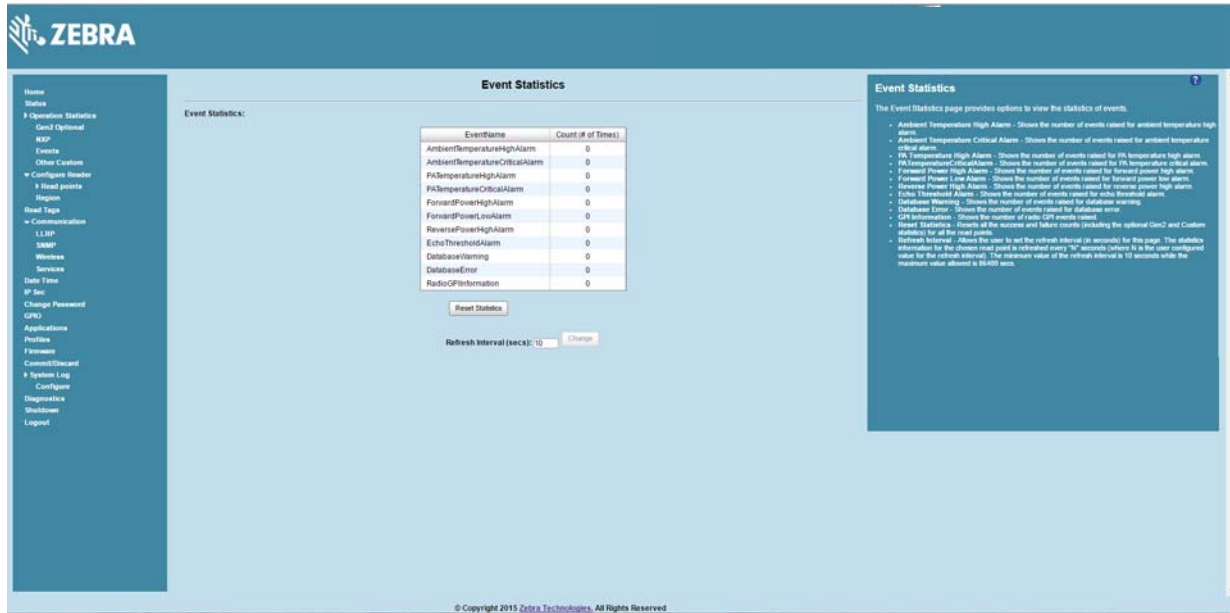 ZEBRA
Home
Status
Operation Statistics
Gen2 Optional
NXP
Events
Other Custom
Configure Reader
Read points
Region
Read Tags
Communication
LLRP
SNMP
Wireless
Services
Date Time
IP Sec
Change Password
GPIO
Applications
Profiles
Firmware
Commit/Discard
System Log
Configure
Diagnostics
Shutdown
Logout
Event Statistics
Event Statistics:
EventName Count (# of Times)
AmbientTemperatureHighAlarm 0
AmbientTemperatureCriticalAlarm 0
PATemperatureHighAlarm 0
PATemperatureCriticalAlarm 0
ForwardPowerHighAlarm 0
ForwardPowerLowAlarm 0
ReversePowerHighAlarm 0
EchoThresholdAlarm 0
DatabaseWarning 0
DatabaseError 0
RadioGPIInformation 0
Reset Statistics
Refresh Interval (secs): 10 Change
?
Event Statistics
The Event Statistics page provides options to view the statistics of events.
• Ambient Temperature High Alarm - Shows the number of events raised for ambient temperature high
alarm.
• Ambient Temperature Critical Alarm - Shows the number of events raised for ambient temperature
critical alarm.
• PA Temperature High Alarm - Shows the number of events raised for PA temperature high alarm.
• PATemperatureCriticalAlarm - Shows the number of events raised for PA temperature critical alarm.
• Forward Power High Alarm - Shows the number of events raised for forward power high alarm.
• Forward Power Low Alarm - Shows the number of events raised for forward power low alarm.
• Reverse Power High Alarm - Shows the number of events raised for reverse power high alarm.
• Echo Threshold Alarm - Shows the number of events raised for echo threshold alarm.
• Database Warning - Shows the number of events raised for database warning.
• Database Error - Shows the number of events raised for database error.
• GPI Information - Shows the number of radio GPI events raised.
• Reset Statistics - Resets all the success and failure counts (including the optional Gen2 and Custom
statistics) for all the read points.
• Refresh Interval - Allows the user to set the refresh interval (in seconds) for this page. The statistics
information for the chosen read point is refreshed every "N" seconds (where N is the user configured
value for the refresh interval). The minimum value of the refresh interval is 10 seconds while the
maximum value allowed is 86400 secs.
© Copyright 2015 Zebra Technologies. All Rights Reserved